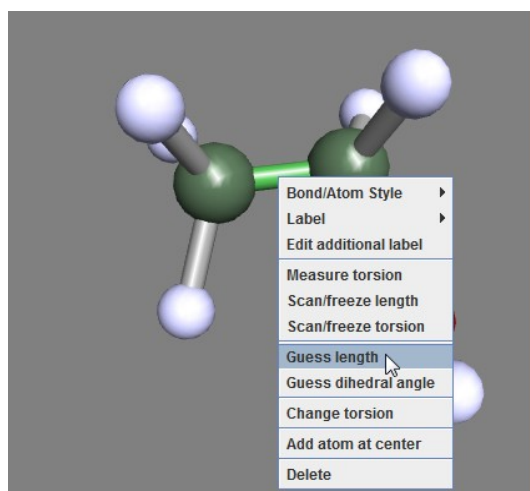 Bond/Atom Style
Label
Edit additional label
Measure torsion
Scan/freeze length
Scan/freeze torsion
Guess length
Guess dihedral angle
Change torsion
Add atom at center
Delete